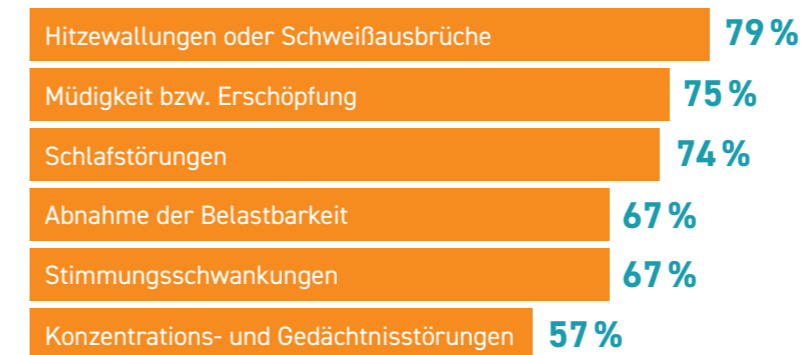 Hitzewallungen oder Schweißausbrüche 79 %
Müdigkeit bzw. Erschöpfung 75 %
Schlafstörungen 74 %
Abnahme der Belastbarkeit 67 %
Stimmungsschwankungen 67 %
Konzentrations- und Gedächtnisstörungen 57 %